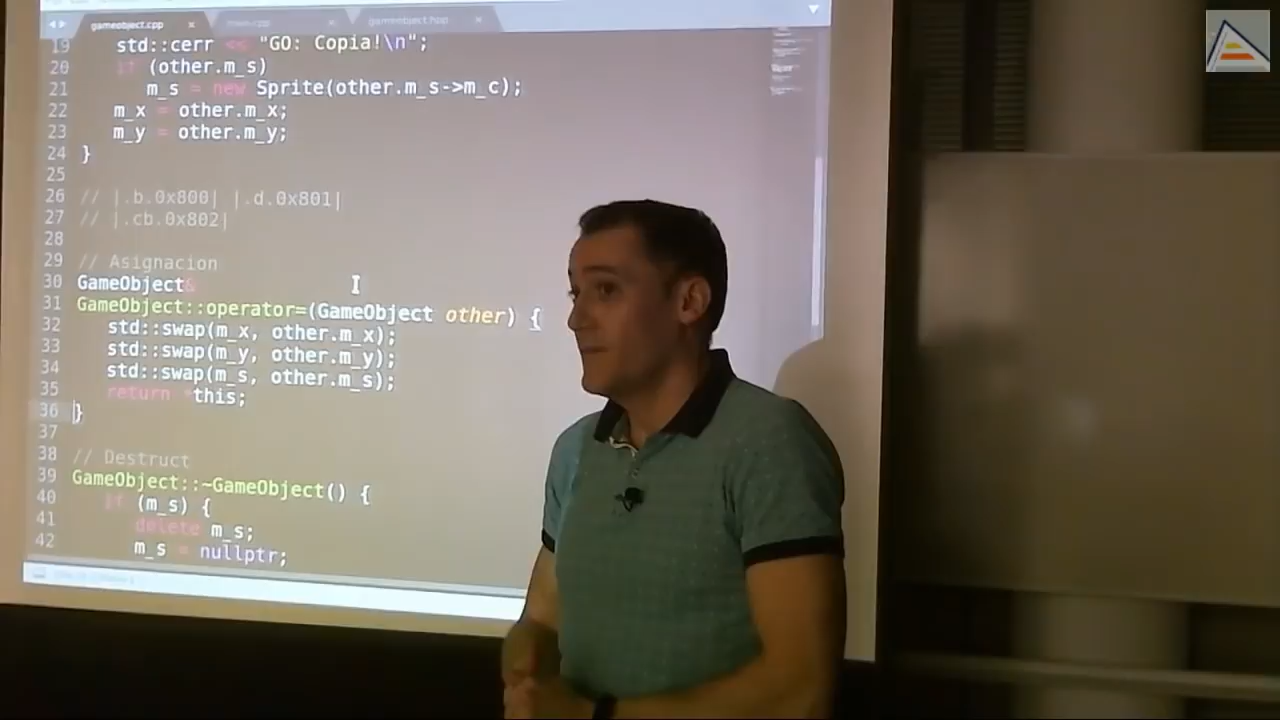 gameobject.cpp × main.cpp × gameobject.hpp ×
19 std::cerr << "GO: Copia!\n";
20 if (other.m_s)
21 m_s = new Sprite(other.m_s->m_c);
22 m_x = other.m_x;
23 m_y = other.m_y;
24 }
25
26 // |.b.0x800| |.d.0x801|
27 // |.cb.0x802|
28
29 // Asignacion
30 GameObject&
31 GameObject::operator=(GameObject other) {
32 std::swap(m_x, other.m_x);
33 std::swap(m_y, other.m_y);
34 std::swap(m_s, other.m_s);
35 return *this;
36 }
37
38 // Destruct
39 GameObject::~GameObject() {
40 if (m_s) {
41 delete m_s;
42 m_s = nullptr;